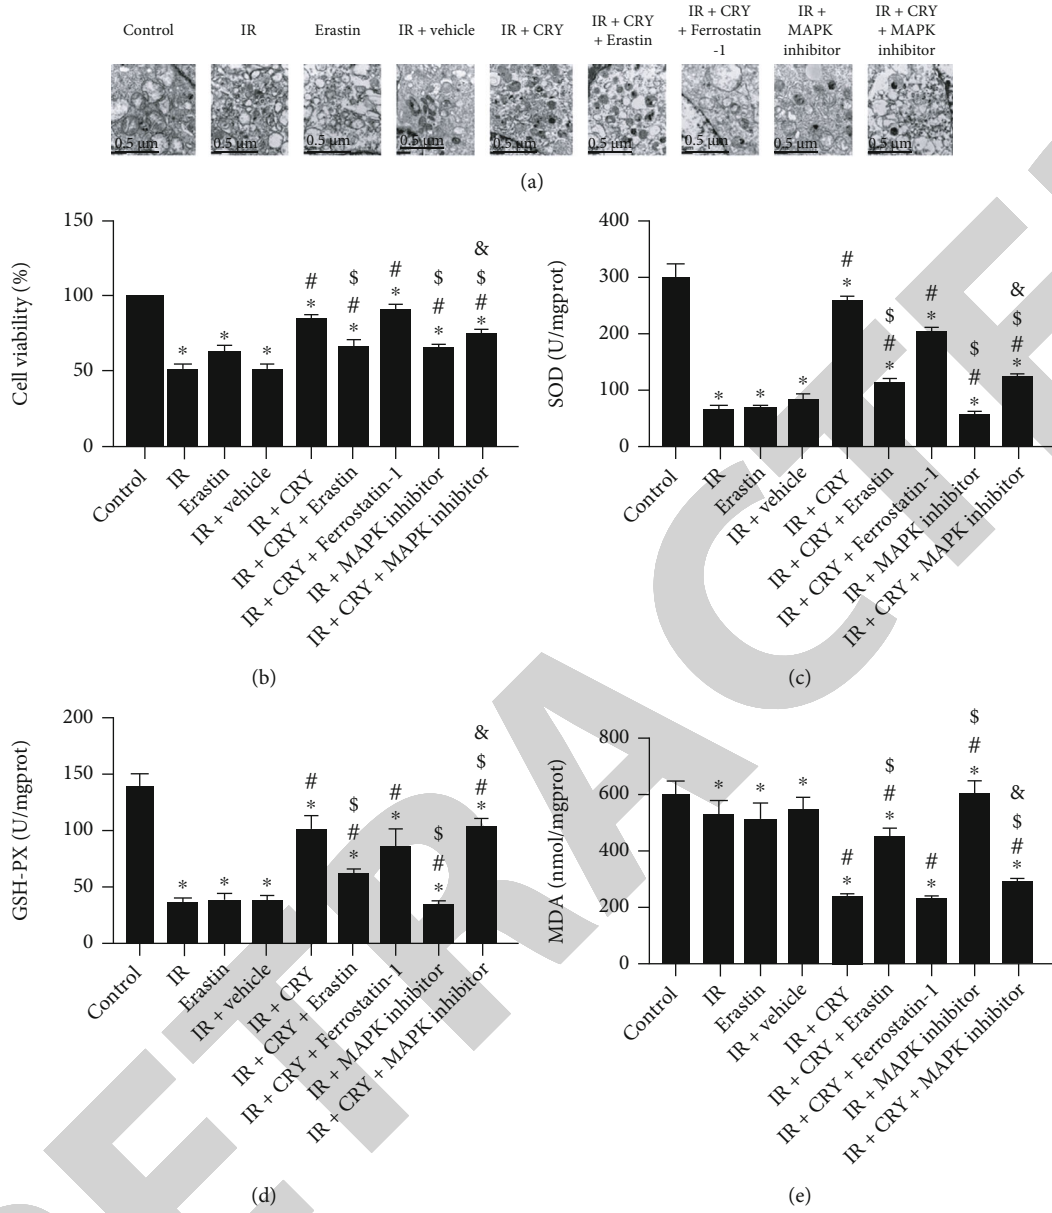 Control
IR
Erastin
IR + vehicle
IR + CRY
IR + CRY
+ Erastin
IR + CRY
+ Ferrostatin
-1
IR +
MAPK
inhibitor
IR + CRY
+ MAPK
inhibitor
0.5 μm
0.5 μm
0.5 μm
0.5 μm
0.5 μm
0.5 μm
0.5 μm
0.5 μm
0.5 μm
(a)
Cell viability (%)
150
100
50
0
*
*
*
#
*
$
#
*
#
*
$
#
*
&
$
#
*
Control
IR
Erastin
IR + vehicle
IR + CRY
IR + CRY + Erastin
IR + CRY + Ferrostatin-1
IR + MAPK inhibitor
IR + CRY + MAPK inhibitor
(b)
SOD (U/mgprot)
400
300
200
100
0
*
*
*
#
*
$
#
*
#
*
$
#
*
&
$
#
*
Control
IR
Erastin
IR + vehicle
IR + CRY
IR + CRY + Erastin
IR + CRY + Ferrostatin-1
IR + MAPK inhibitor
IR + CRY + MAPK inhibitor
(c)
GSH-PX (U/mgprot)
200
150
100
50
0
*
*
*
#
*
$
#
*
#
*
$
#
*
&
$
#
*
Control
IR
Erastin
IR + vehicle
IR + CRY
IR + CRY + Erastin
IR + CRY + Ferrostatin-1
IR + MAPK inhibitor
IR + CRY + MAPK inhibitor
(d)
MDA (nmol/mgprot)
800
600
400
200
0
*
*
*
#
*
$
#
*
#
*
$
#
*
&
$
#
*
Control
IR
Erastin
IR + vehicle
IR + CRY
IR + CRY + Erastin
IR + CRY + Ferrostatin-1
IR + MAPK inhibitor
IR + CRY + MAPK inhibitor
(e)